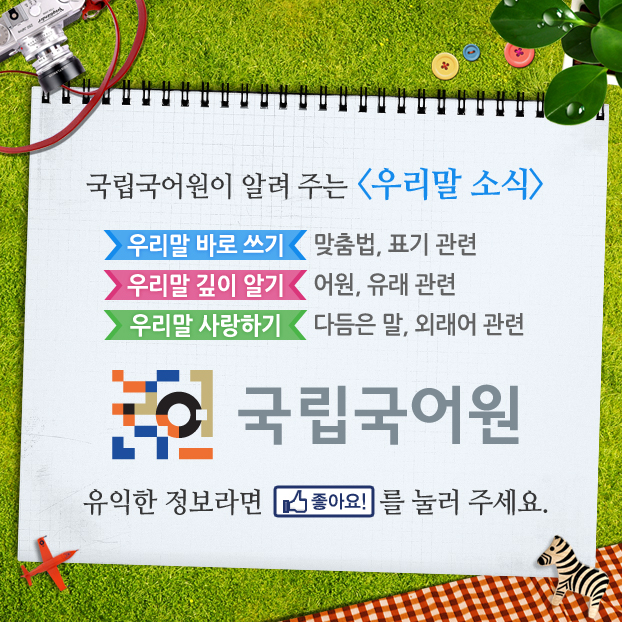 국립국어원이 알려 주는 〈우리말 소식〉
우리말 바로 쓰기 맞춤법, 표기 관련
우리말 깊이 알기 어원, 유래 관련
우리말 사랑하기 다듬은 말, 외래어 관련
국립국어원
유익한 정보라면 좋아요! 를 눌러 주세요.